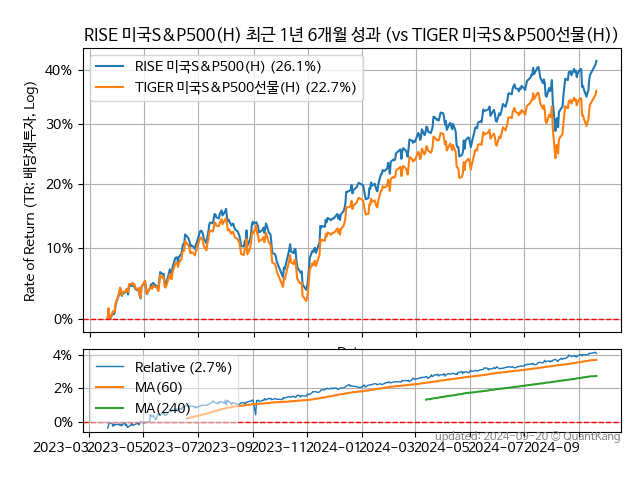 RISE 미국S&P500(H) 최근 1년 6개월 성과 (vs TIGER 미국S&P500선물(H))
RISE 미국S&P500(H) (26.1%)
TIGER 미국S&P500선물(H) (22.7%)
Rate of Return (TR: 배당재투자, Log)
40%
30%
20%
10%
0%
Relative (2.7%)
MA(60)
MA(240)
4%
2%
0%
2023-03 2023-05 2023-07 2023-09 2023-11 2024-01 2024-03 2024-05 2024-07 2024-09
updated: 2024-09-20 © QuantKang